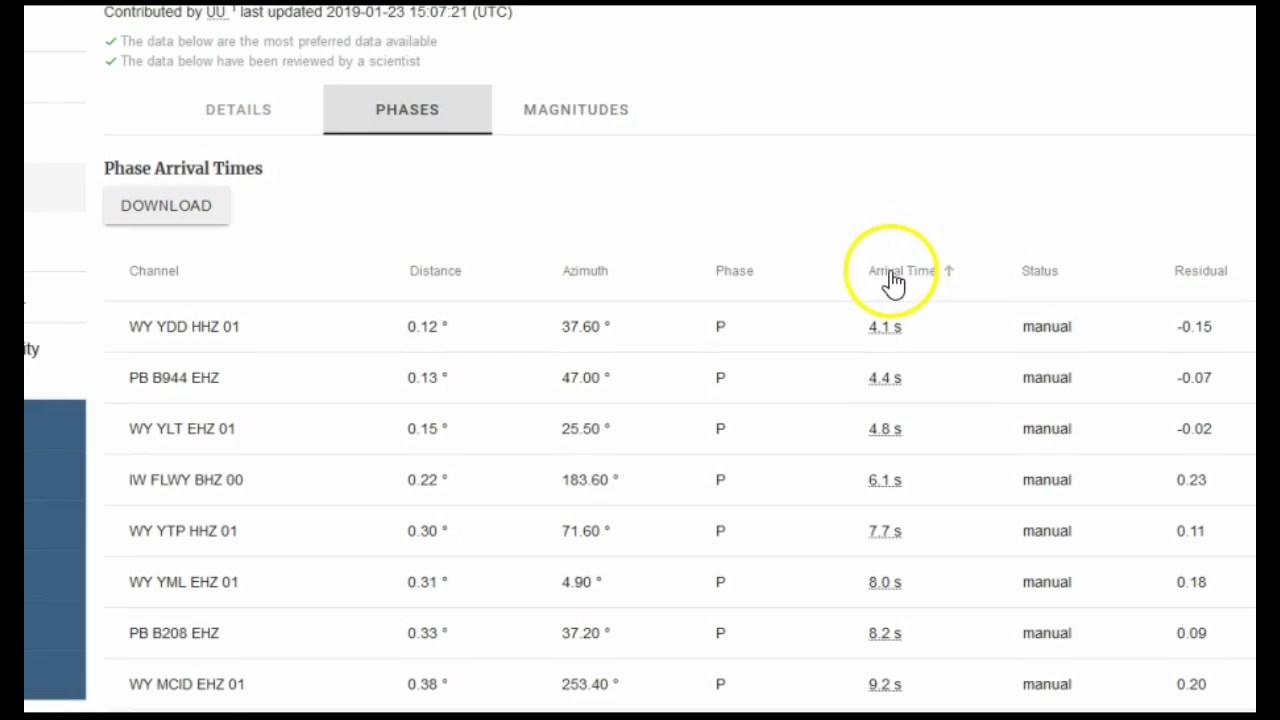 Contributed by UU 1 last updated 2019-01-23 15:07:21 (UTC)
The data below are the most preferred data available
The data below have been reviewed by a scientist
DETAILS PHASES MAGNITUDES
Phase Arrival Times
DOWNLOAD
Channel Distance Azimuth Phase Arrival Time ↑ Status Residual
WY YDD HHZ 01 0.12 ° 37.60 ° P 4.1 s manual -0.15
ity
PB B944 EHZ 0.13 ° 47.00 ° P 4.4 s manual -0.07
WY YLT EHZ 01 0.15 ° 25.50 ° P 4.8 s manual -0.02
IW FLWY BHZ 00 0.22 ° 183.60 ° P 6.1 s manual 0.23
WY YTP HHZ 01 0.30 ° 71.60 ° P 7.7 s manual 0.11
WY YML EHZ 01 0.31 ° 4.90 ° P 8.0 s manual 0.18
PB B208 EHZ 0.33 ° 37.20 ° P 8.2 s manual 0.09
WY MCID EHZ 01 0.38 ° 253.40 ° P 9.2 s manual 0.20